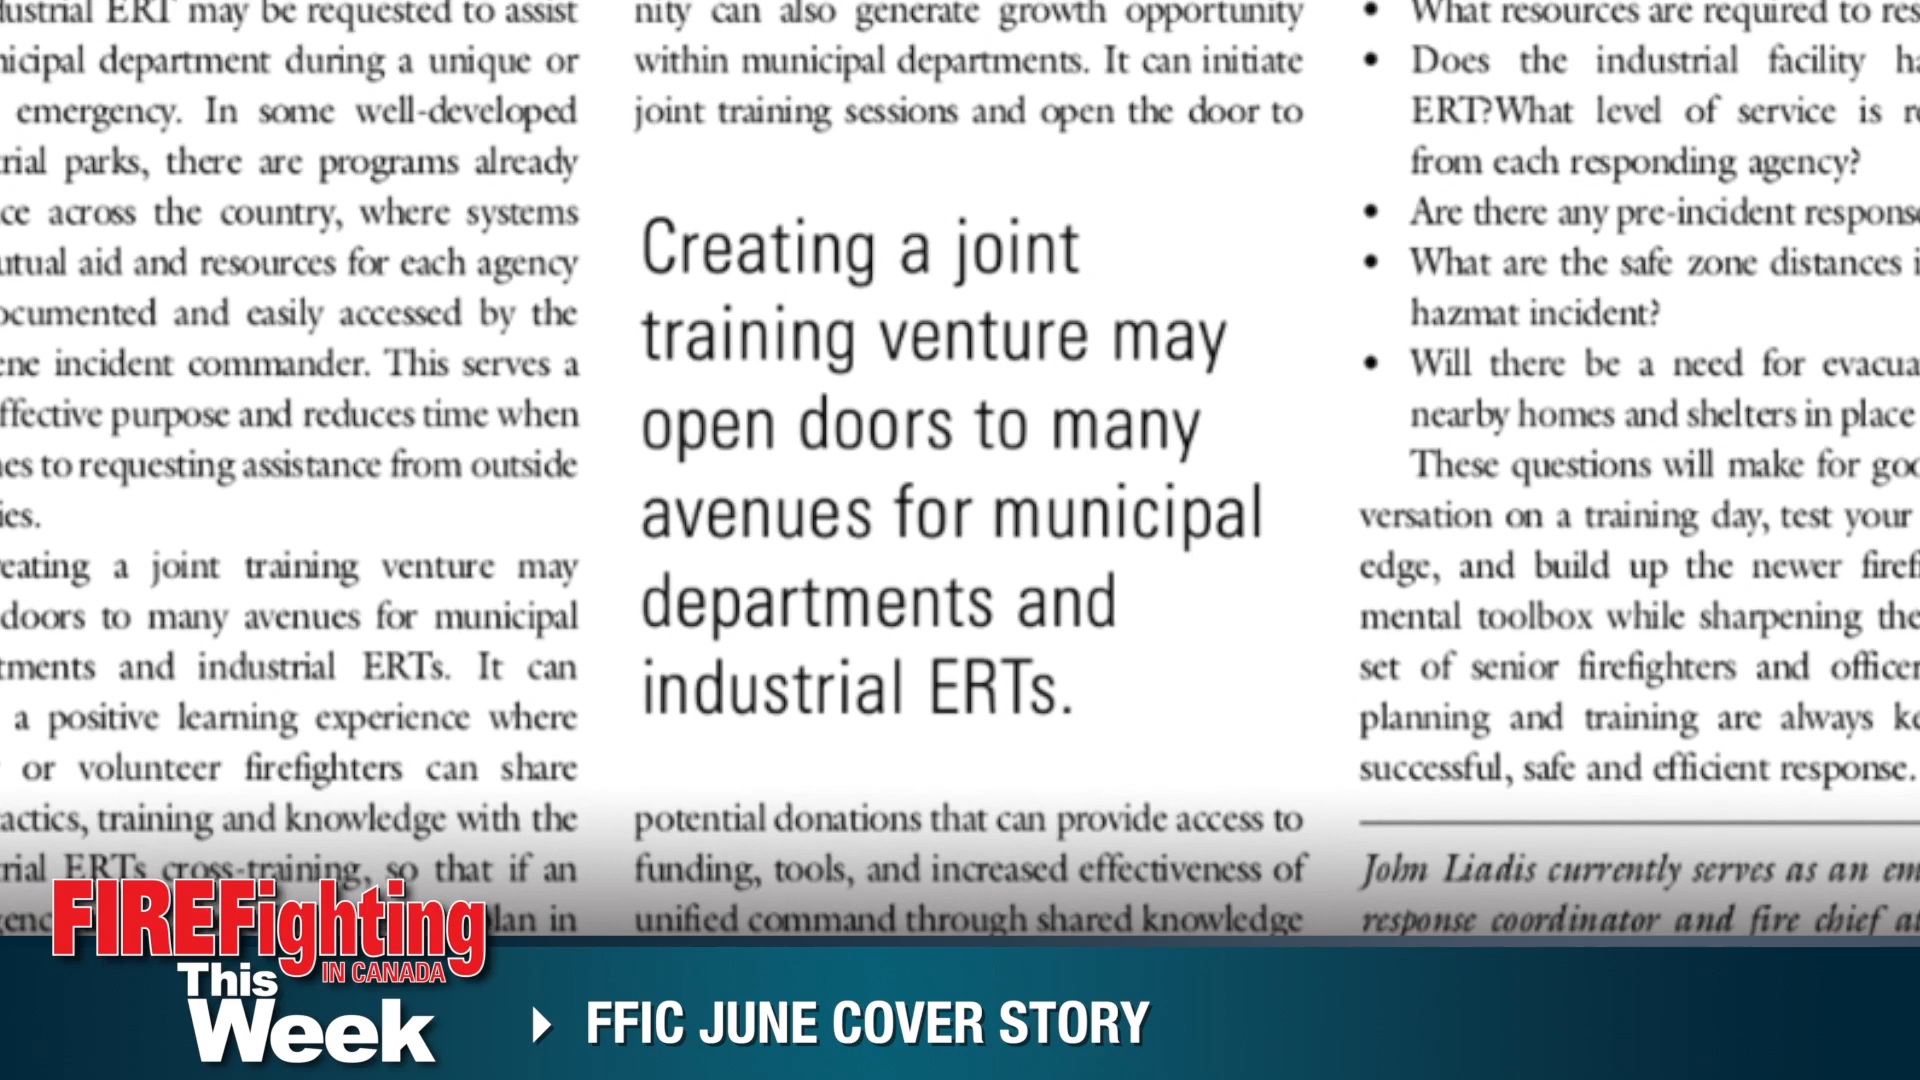 dustrial ERT may be requested to assist
nicipal department during a unique or
emergency. In some well-developed
rial parks, there are programs already
ce across the country, where systems
utual aid and resources for each agency
ocumented and easily accessed by the
ene incident commander. This serves a
ffective purpose and reduces time when
nes to requesting assistance from outside
ies.
eating a joint training venture may
doors to many avenues for municipal
tments and industrial ERTs. It can
a positive learning experience where
or volunteer firefighters can share
actics, training and knowledge with the
rial ERTs cross-training, so that if an
genc
lan in
nity can also generate growth opportunity
within municipal departments. It can initiate
joint training sessions and open the door to
Creating a joint
training venture may
open doors to many
avenues for municipal
departments and
industrial ERTs.
potential donations that can provide access to
funding, tools, and increased effectiveness of
unified command through shared knowledge
• What resources are required to res
• Does the industrial facility ha
ERT?What level of service is re
from each responding agency?
• Are there any pre-incident response
• What are the safe zone distances i
hazmat incident?
• Will there be a need for evacua
nearby homes and shelters in place
These questions will make for goo
versation on a training day, test your
edge, and build up the newer firefi
mental toolbox while sharpening the
set of senior firefighters and officer
planning and training are always ke
successful, safe and efficient response.
John Liadis currently serves as an em
response coordinator and fire chief at
FIREFighting
IN CANADA
This
Week
FFIC JUNE COVER STORY